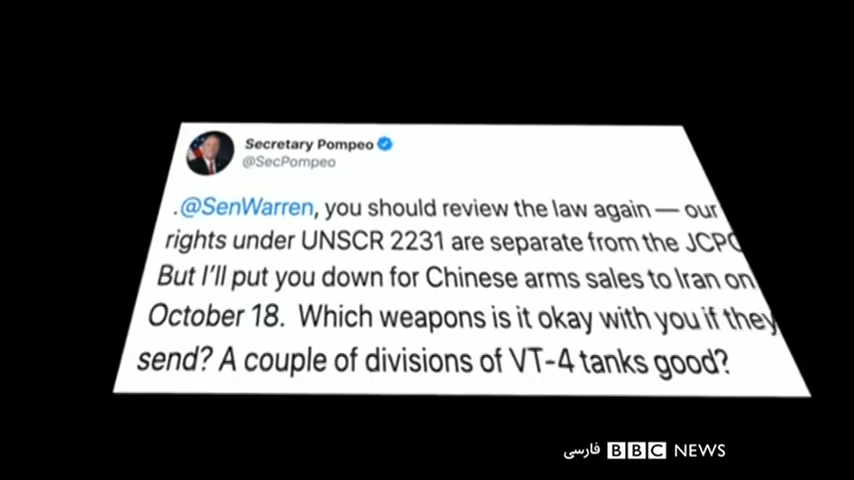 Secretary Pompeo
@SecPompeo
.@SenWarren, you should review the law again — our
rights under UNSCR 2231 are separate from the JCPO
But I'll put you down for Chinese arms sales to Iran on
October 18. Which weapons is it okay with you if they
send? A couple of divisions of VT-4 tanks good?
فارسی BBC NEWS